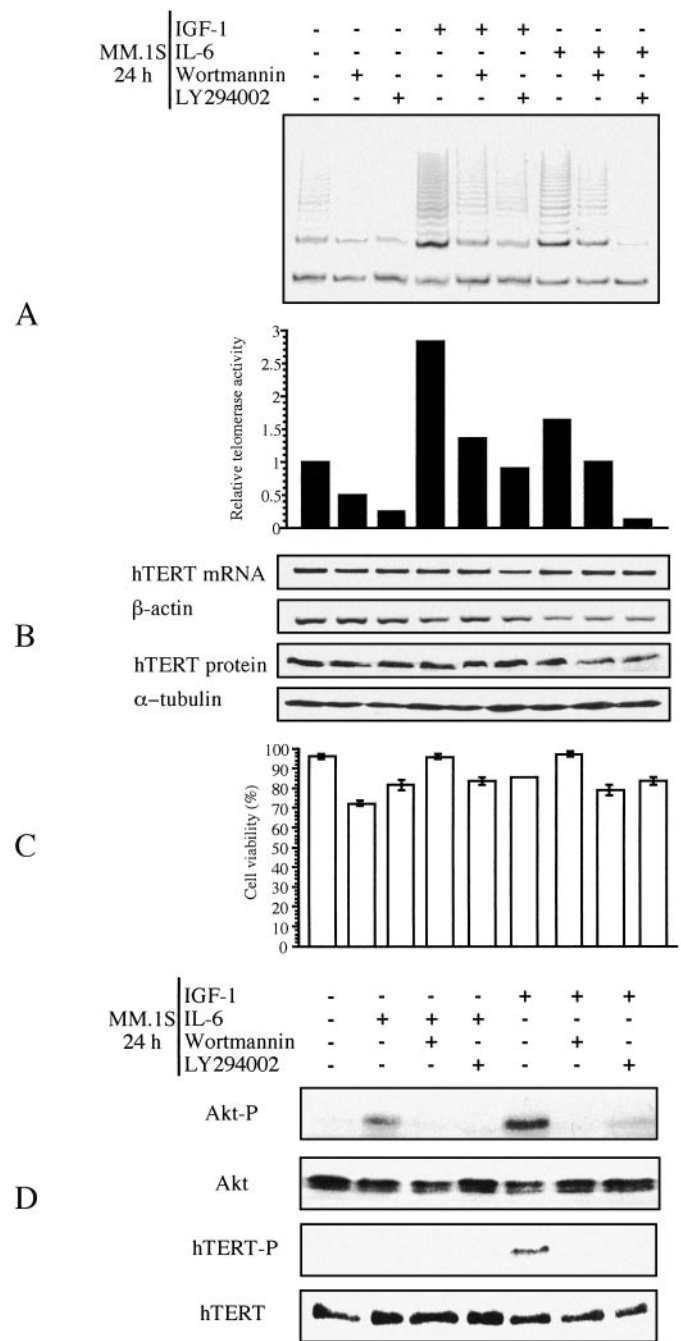 IGF-1 - - - + + + - - -
MM.1S IL-6 - - - - - - + + +
24 h Wortmannin - + - - + - - + -
LY294002 - - + - - + - - +
A
Relative telomerase activity
3
2.5
2
1.5
1
0.5
0
hTERT mRNA
β-actin
B
hTERT protein
α-tubulin
C
Cell viability (%)
100
90
80
70
60
50
40
30
20
10
0
IGF-1 - - - - + + +
MM.1S IL-6 - + + + - - -
24 h Wortmannin - - + - - + -
LY294002 - - - + - - +
Akt-P
Akt
D
hTERT-P
hTERT